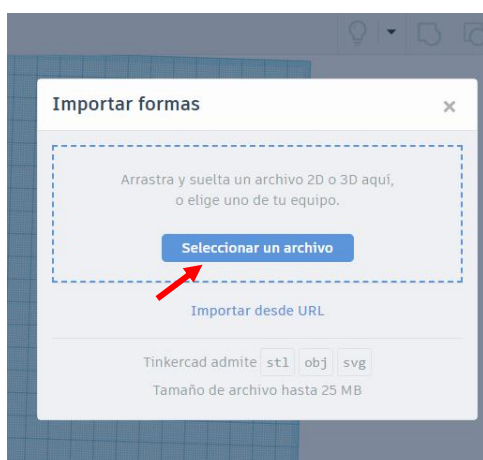 Importar formas
Arrastra y suelta un archivo 2D o 3D aquí,
o elige uno de tu equipo.
Seleccionar un archivo
Importar desde URL
Tinkercad admite stl obj svg
Tamaño de archivo hasta 25 MB